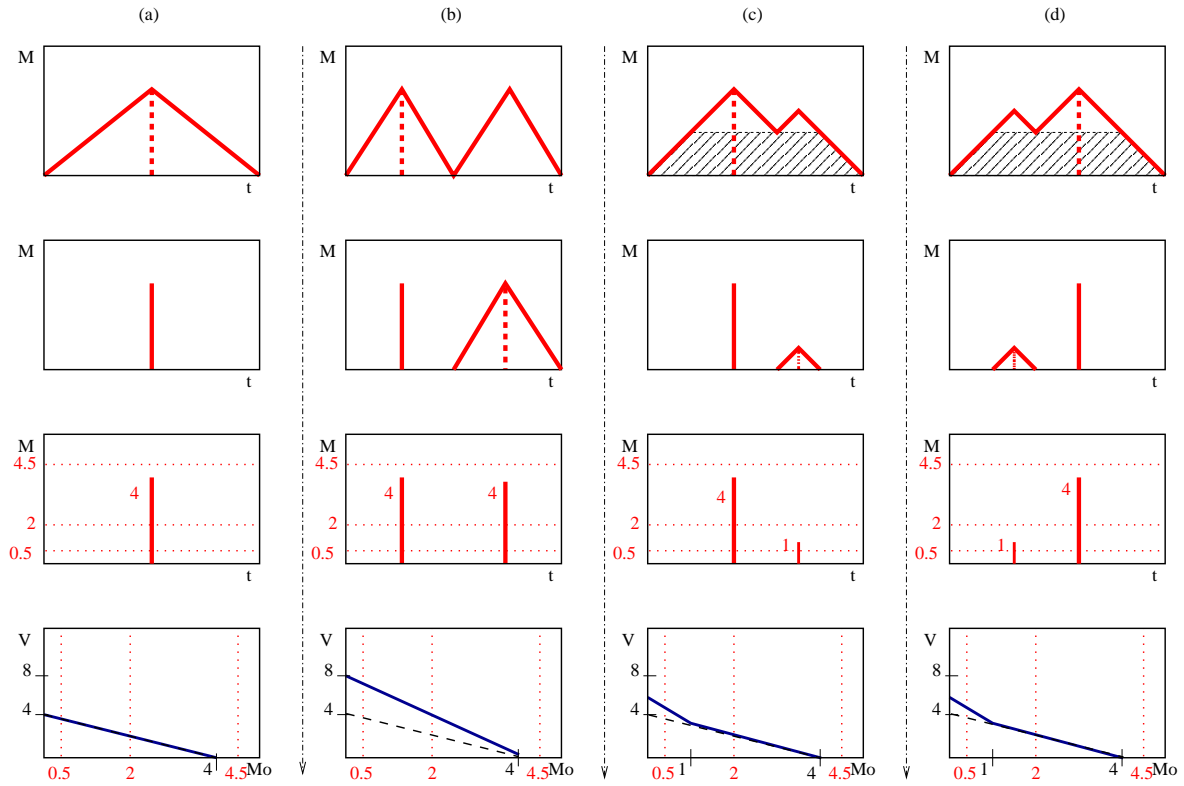 (a) (b) (c) (d)
M M M M
t t t t
M M M M
t t t t
M M M M
4.5 4.5 4.5 4.5
4 4 4 4 4
2 2 2 2
1 1
0.5 0.5 0.5 0.5
t t t t
V V V V
8 8 8 8
4 4 4 4
0.5 2 4 4.5 Mo 0.5 2 4 4.5 Mo 0.5 1 2 4 4.5 Mo 0.5 1 2 4 4.5 Mo